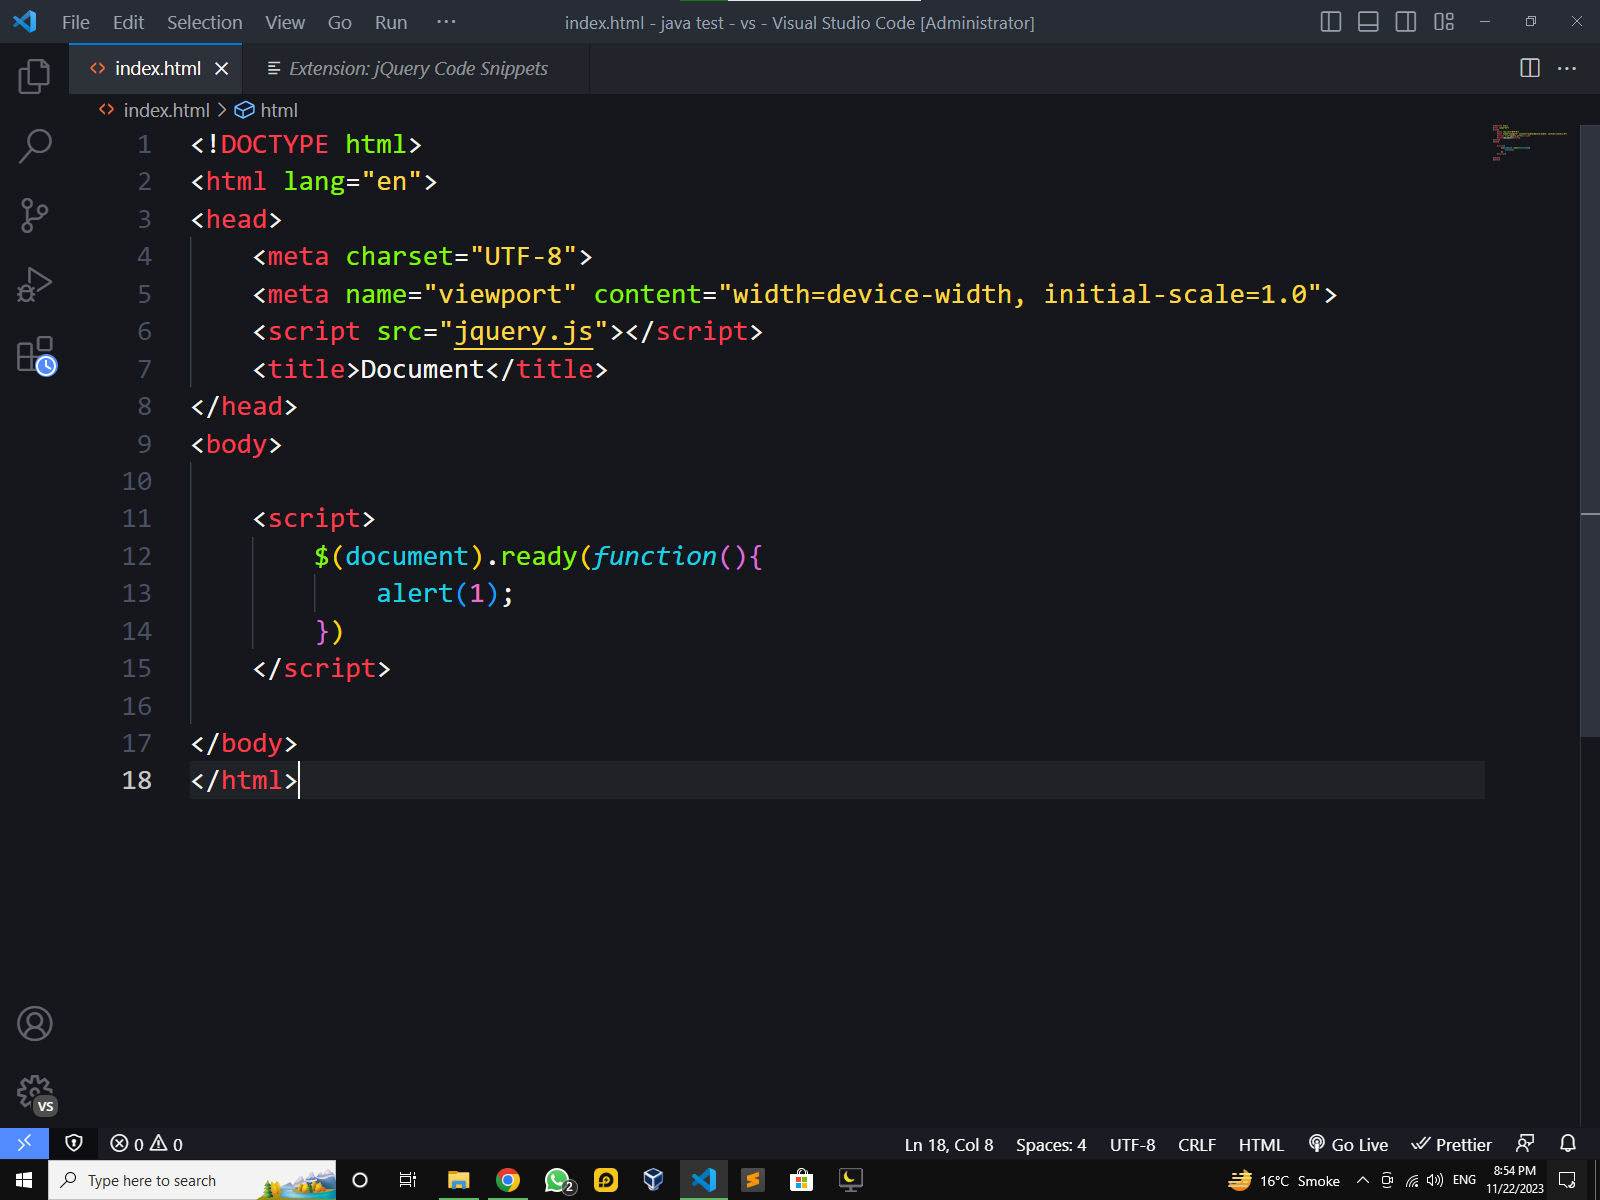 File Edit Selection View Go Run ··· index.html - java test - vs - Visual Studio Code [Administrator]
index.html Extension: jQuery Code Snippets
index.html > html
1 <!DOCTYPE html>
2 <html lang="en">
3 <head>
4     <meta charset="UTF-8">
5     <meta name="viewport" content="width=device-width, initial-scale=1.0">
6     <script src="jquery.js"></script>
7     <title>Document</title>
8 </head>
9 <body>
10
11     <script>
12         $(document).ready(function(){
13             alert(1);
14         })
15     </script>
16
17 </body>
18 </html>
VS
0 0 Ln 18, Col 8 Spaces: 4 UTF-8 CRLF HTML Go Live Prettier
Type here to search 2 16°C Smoke ENG 8:54 PM
11/22/2023